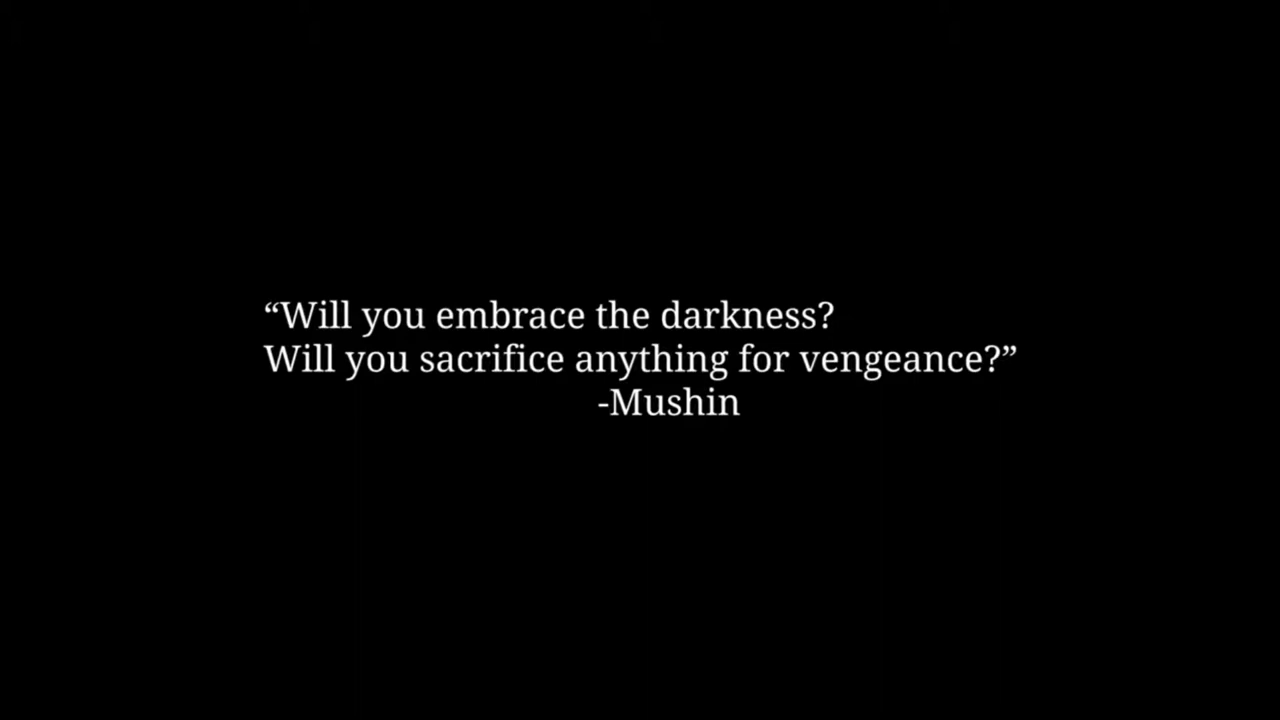 “Will you embrace the darkness?
Will you sacrifice anything for vengeance?”
-Mushin